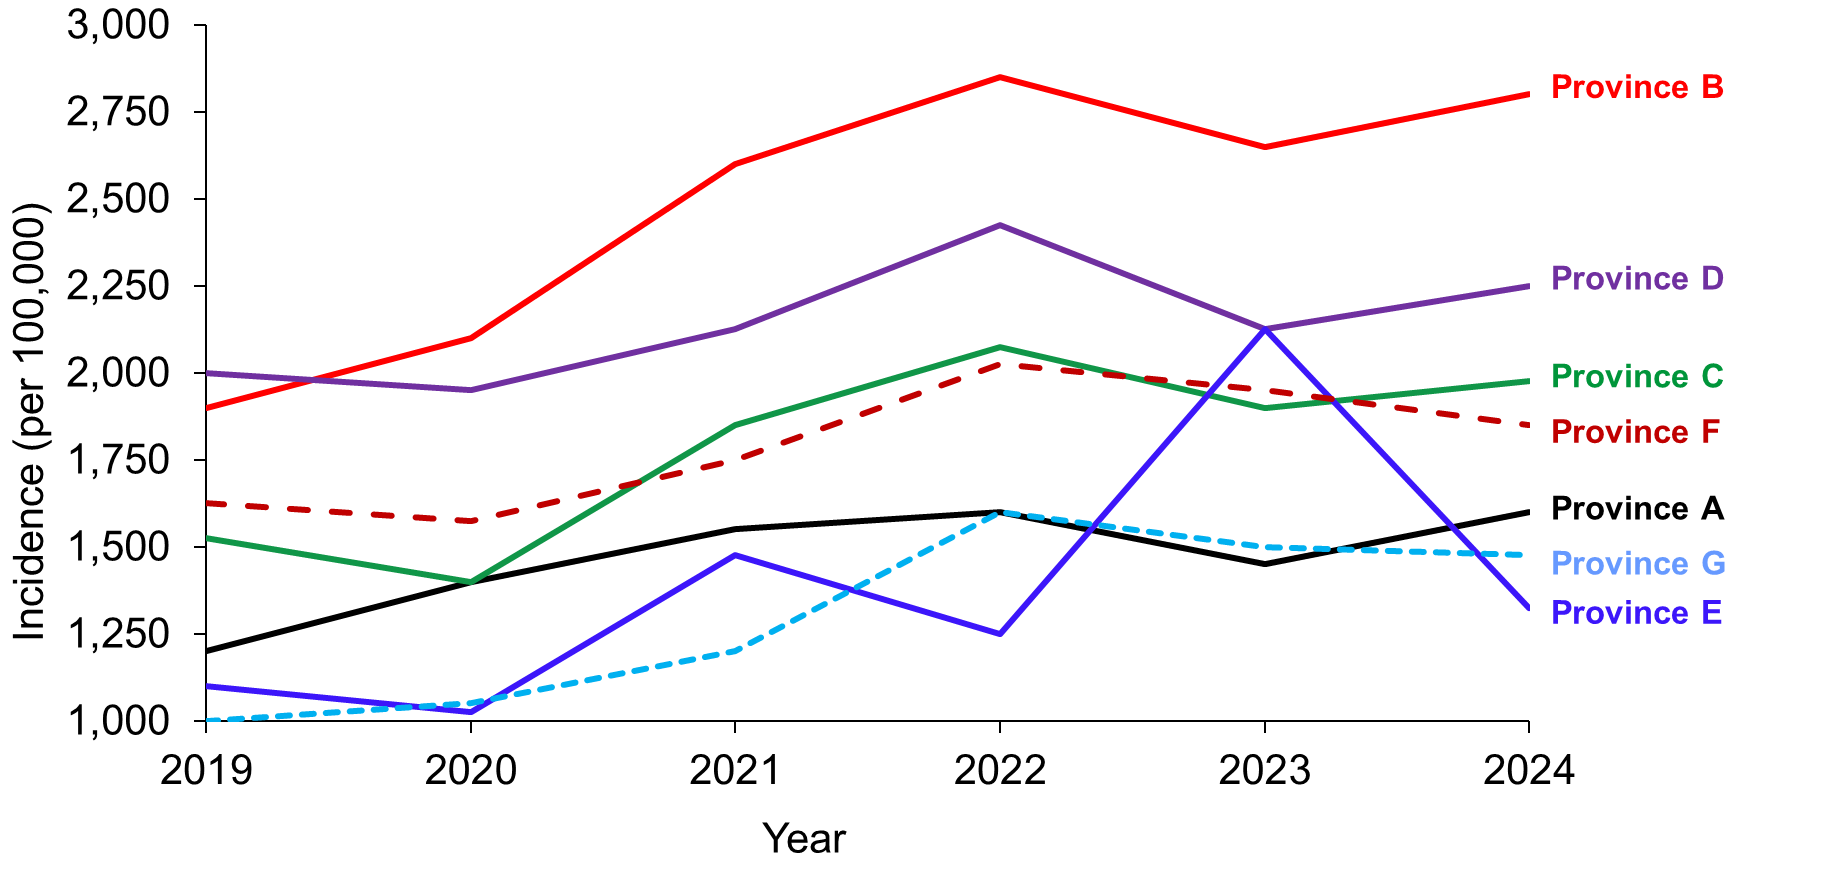 3,000
2,750
2,500
2,250
2,000
1,750
1,500
1,250
1,000
Incidence (per 100,000)
2019 2020 2021 2022 2023 2024
Year
Province B
Province D
Province C
Province F
Province A
Province G
Province E